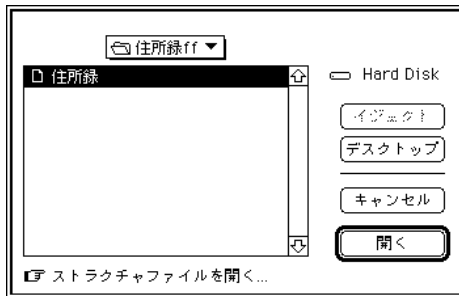 住所録ff
住所録
Hard Disk
イジェクト
デスクトップ
キャンセル
開く
ストラクチャファイルを開く...